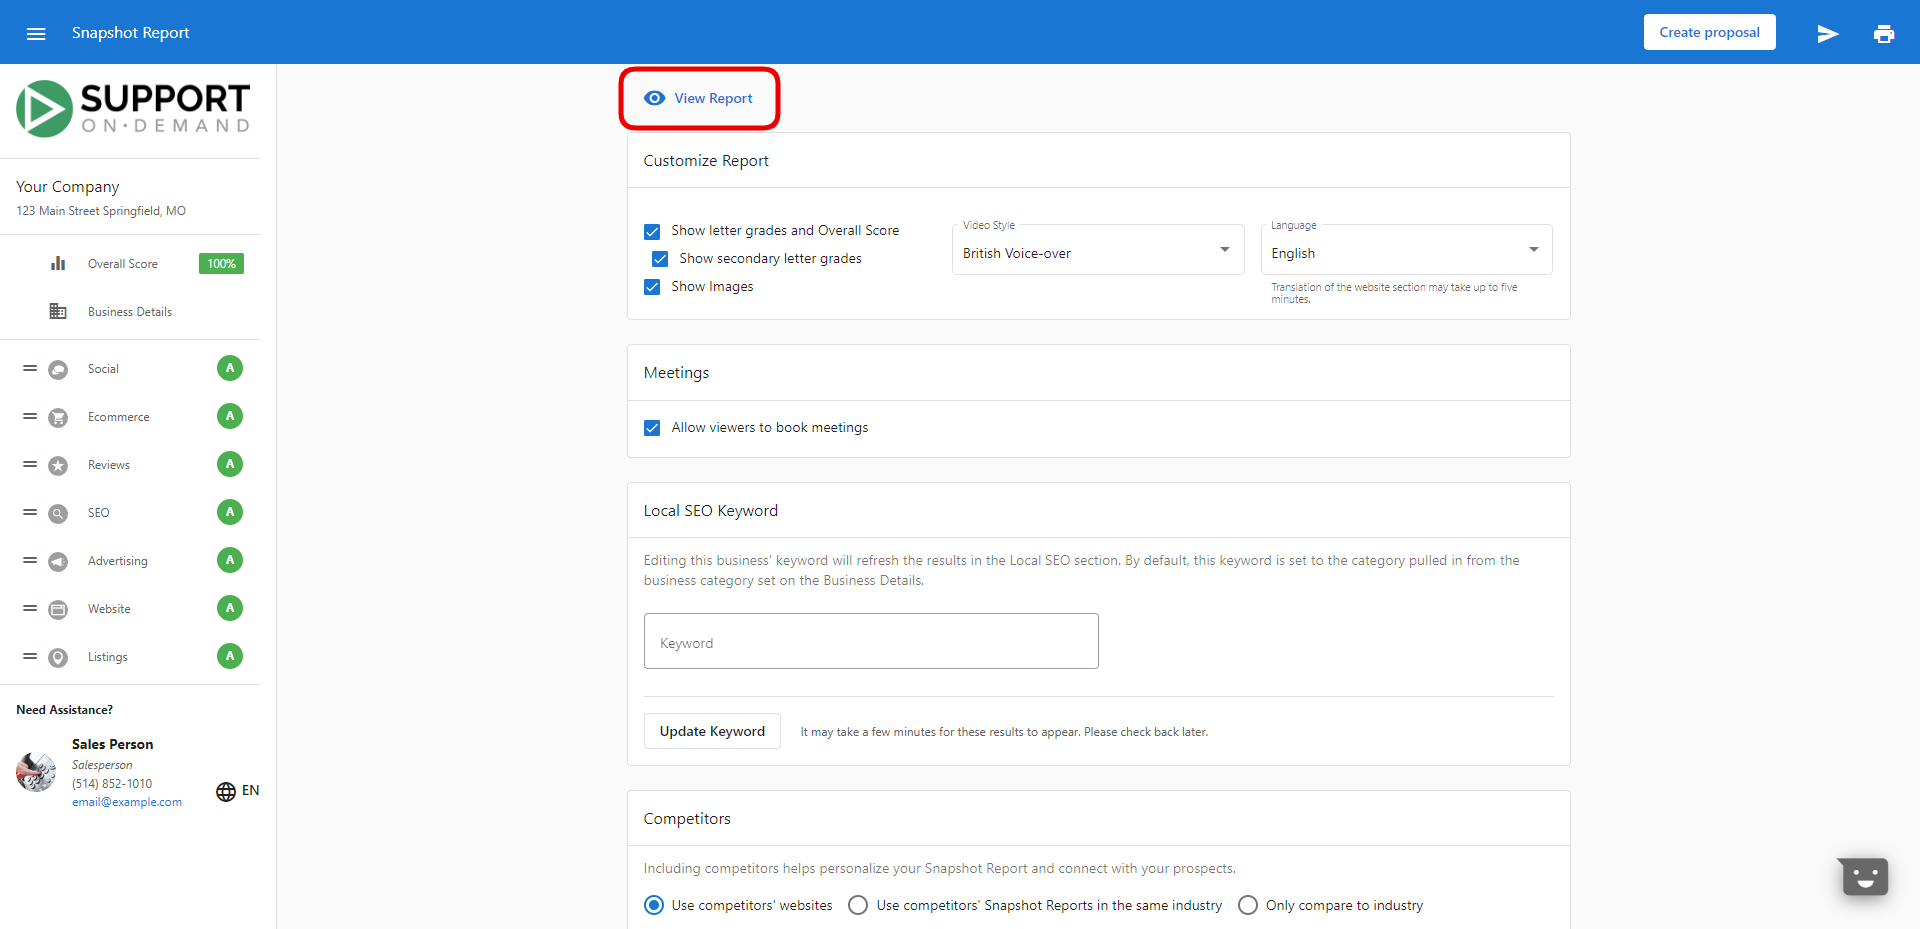 Snapshot Report
Create proposal
SUPPORT
ON·DEMAND
Your Company
123 Main Street Springfield, MO
Overall Score 100%
Business Details
Social A
Ecommerce A
Reviews A
SEO A
Advertising A
Website A
Listings A
Need Assistance?
Sales Person
Salesperson
(514) 852-1010
email@example.com
EN
View Report
Customize Report
Show letter grades and Overall Score
Show secondary letter grades
Show Images
Video Style
British Voice-over
Language
English
Translation of the website section may take up to five
minutes.
Meetings
Allow viewers to book meetings
Local SEO Keyword
Editing this business' keyword will refresh the results in the Local SEO section. By default, this keyword is set to the category pulled in from the
business category set on the Business Details.
Keyword
Update Keyword It may take a few minutes for these results to appear. Please check back later.
Competitors
Including competitors helps personalize your Snapshot Report and connect with your prospects.
Use competitors' websites Use competitors' Snapshot Reports in the same industry Only compare to industry